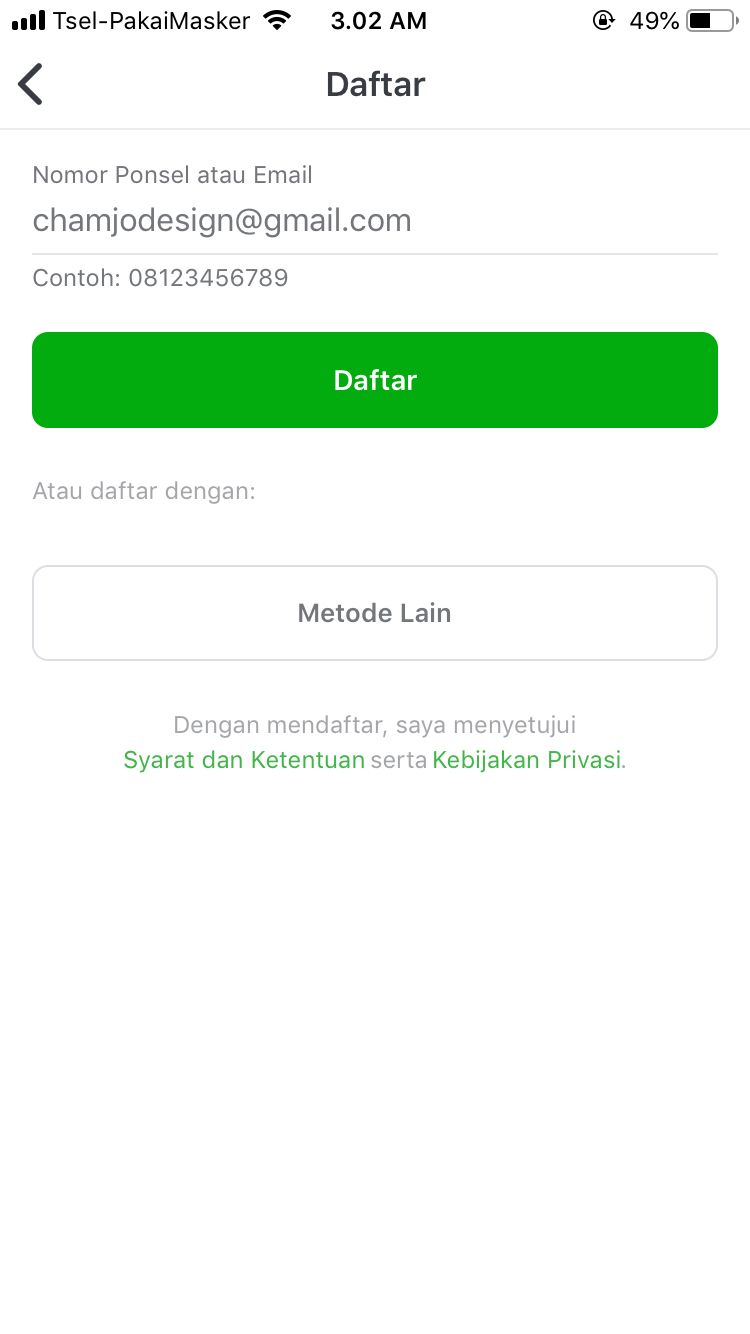 Tsel-PakaiMasker 3.02 AM 49%
Daftar
Nomor Ponsel atau Email
chamjodesign@gmail.com
Contoh: 08123456789
Daftar
Atau daftar dengan:
Metode Lain
Dengan mendaftar, saya menyetujui
Syarat dan Ketentuan serta Kebijakan Privasi.